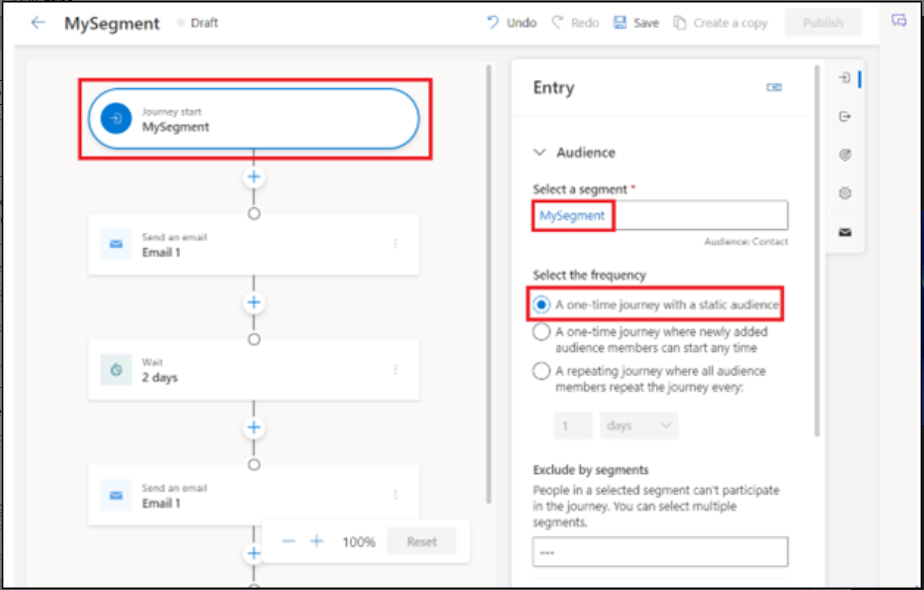 MySegment Draft Undo Redo Save Create a copy Publish
Journey start
MySegment
Send an email
Email 1
Wait
2 days
Send an email
Email 1
100% Reset
Entry
Audience
Select a segment *
MySegment
Audience: Contact
Select the frequency
A one-time journey with a static audience
A one-time journey where newly added
audience members can start any time
A repeating journey where all audience
members repeat the journey every:
1 days
Exclude by segments
People in a selected segment can't participate
in the journey. You can select multiple
segments.
---